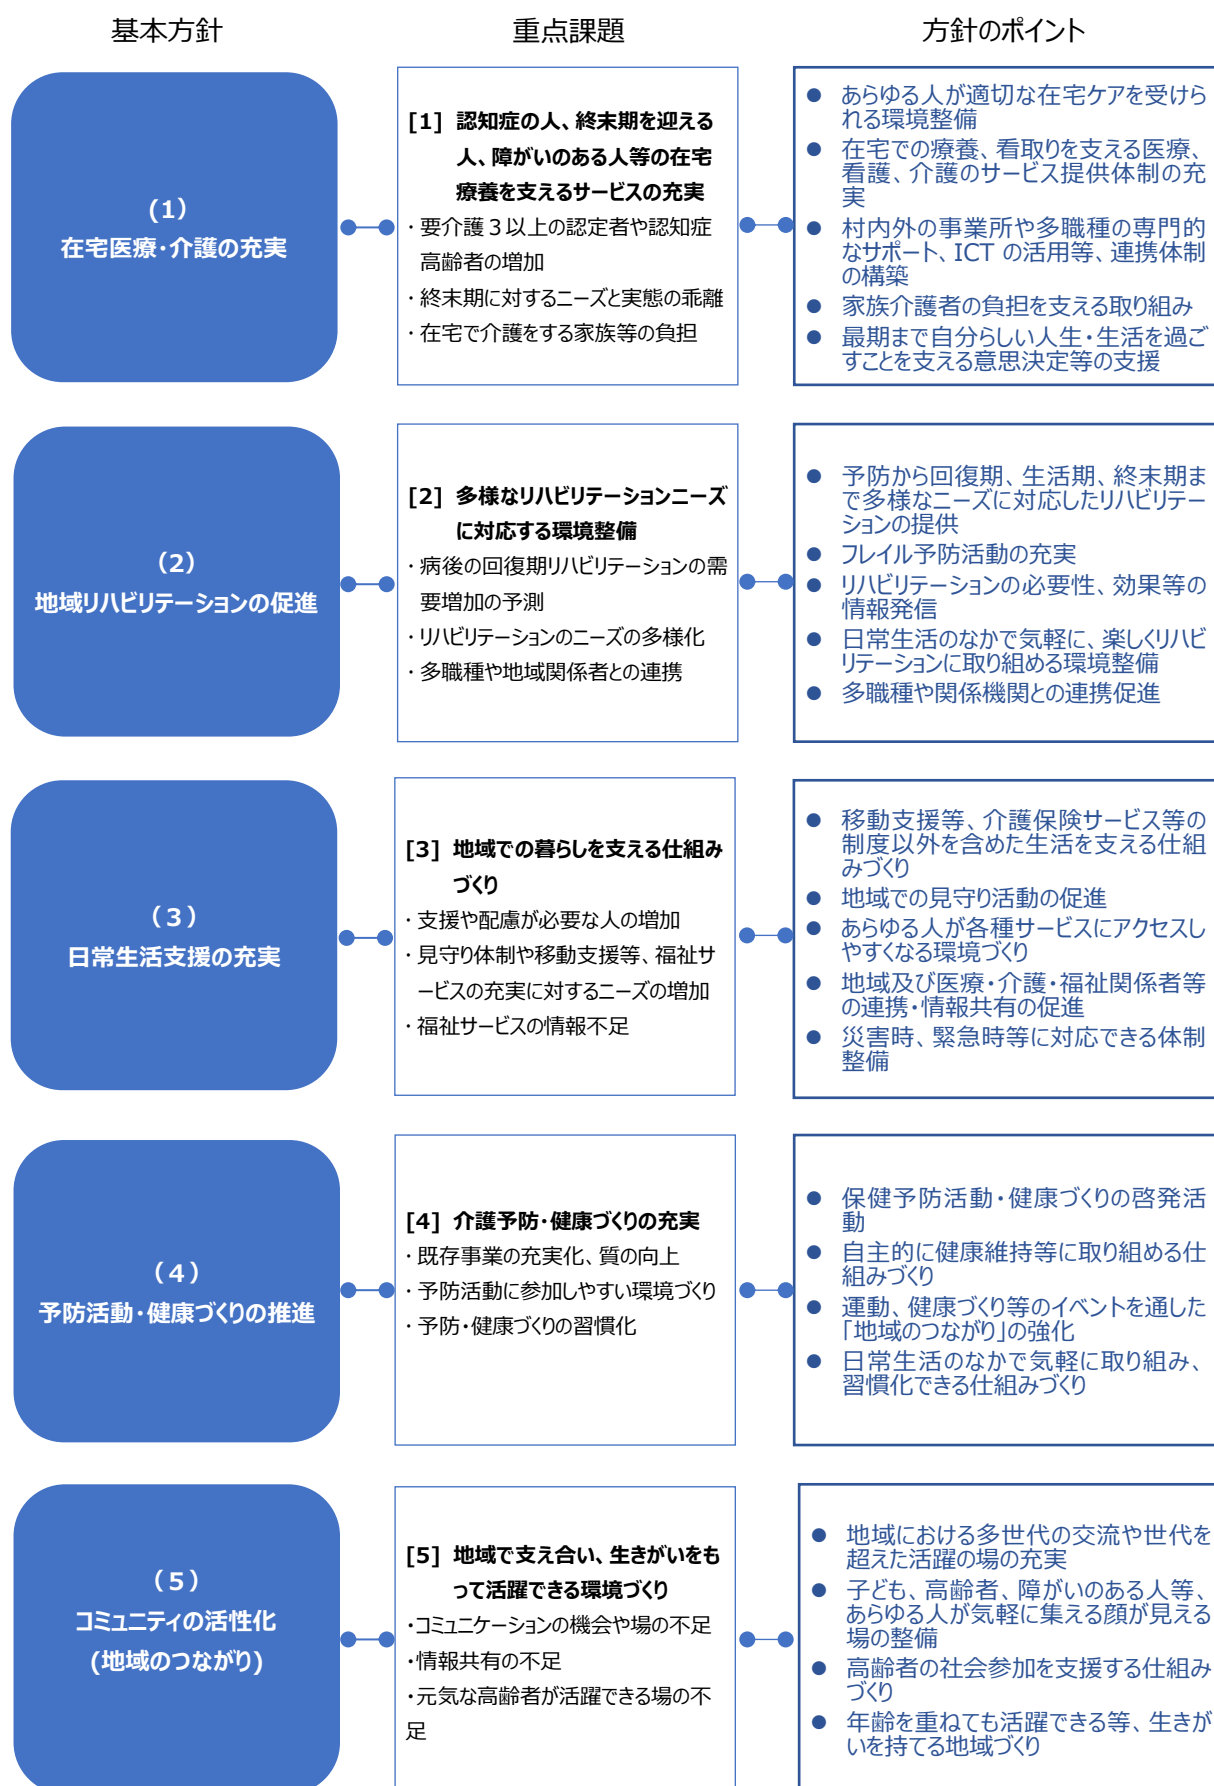 基本方針
重点課題
方針のポイント
(1)
在宅医療・介護の充実
[1] 認知症の人、終末期を迎える
人、障がいのある人等の在宅
療養を支えるサービスの充実
・要介護３以上の認定者や認知症
高齢者の増加
・終末期に対するニーズと実態の乖離
・在宅で介護をする家族等の負担
● あらゆる人が適切な在宅ケアを受けら
れる環境整備
● 在宅での療養、看取りを支える医療、
看護、介護のサービス提供体制の充
実
● 村内外の事業所や多職種の専門的
なサポート、ICT の活用等、連携体制
の構築
● 家族介護者の負担を支える取り組み
● 最期まで自分らしい人生・生活を過ご
すことを支える意思決定等の支援
（2）
地域リハビリテーションの促進
[2] 多様なリハビリテーションニーズ
に対応する環境整備
・病後の回復期リハビリテーションの需
要増加の予測
・リハビリテーションのニーズの多様化
・多職種や地域関係者との連携
● 予防から回復期、生活期、終末期ま
で多様なニーズに対応したリハビリテー
ションの提供
● フレイル予防活動の充実
● リハビリテーションの必要性、効果等の
情報発信
● 日常生活のなかで気軽に、楽しくリハビ
リテーションに取り組める環境整備
● 多職種や関係機関との連携促進
（３）
日常生活支援の充実
[3] 地域での暮らしを支える仕組み
づくり
・支援や配慮が必要な人の増加
・見守り体制や移動支援等、福祉サ
ービスの充実に対するニーズの増加
・福祉サービスの情報不足
● 移動支援等、介護保険サービス等の
制度以外を含めた生活を支える仕組
みづくり
● 地域での見守り活動の促進
● あらゆる人が各種サービスにアクセスし
やすくなる環境づくり
● 地域及び医療・介護・福祉関係者等
の連携・情報共有の促進
● 災害時、緊急時等に対応できる体制
整備
（４）
予防活動・健康づくりの推進
[4] 介護予防・健康づくりの充実
・既存事業の充実化、質の向上
・予防活動に参加しやすい環境づくり
・予防・健康づくりの習慣化
● 保健予防活動・健康づくりの啓発活
動
● 自主的に健康維持等に取り組める仕
組みづくり
● 運動、健康づくり等のイベントを通した
「地域のつながり」の強化
● 日常生活のなかで気軽に取り組み、
習慣化できる仕組みづくり
（５）
コミュニティの活性化
(地域のつながり)
[5] 地域で支え合い、生きがいをも
って活躍できる環境づくり
・コミュニケーションの機会や場の不足
・情報共有の不足
・元気な高齢者が活躍できる場の不
足
● 地域における多世代の交流や世代を
超えた活躍の場の充実
● 子ども、高齢者、障がいのある人等、
あらゆる人が気軽に集える顔が見える
場の整備
● 高齢者の社会参加を支援する仕組み
づくり
● 年齢を重ねても活躍できる等、生きが
いを持てる地域づくり